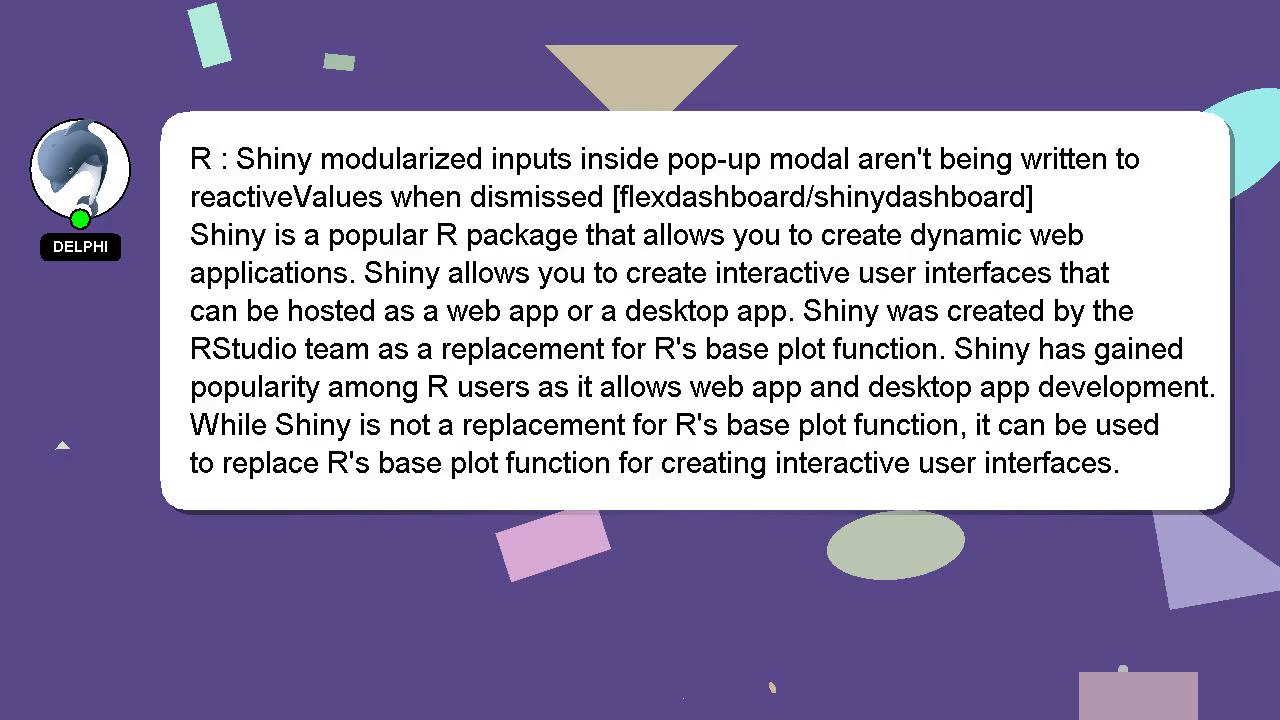 R : Shiny modularized inputs inside pop-up modal aren't being written to
reactiveValues when dismissed [flexdashboard/shinydashboard]
Shiny is a popular R package that allows you to create dynamic web
applications. Shiny allows you to create interactive user interfaces that
can be hosted as a web app or a desktop app. Shiny was created by the
RStudio team as a replacement for R's base plot function. Shiny has gained
popularity among R users as it allows web app and desktop app development.
While Shiny is not a replacement for R's base plot function, it can be used
to replace R's base plot function for creating interactive user interfaces.
DELPHI